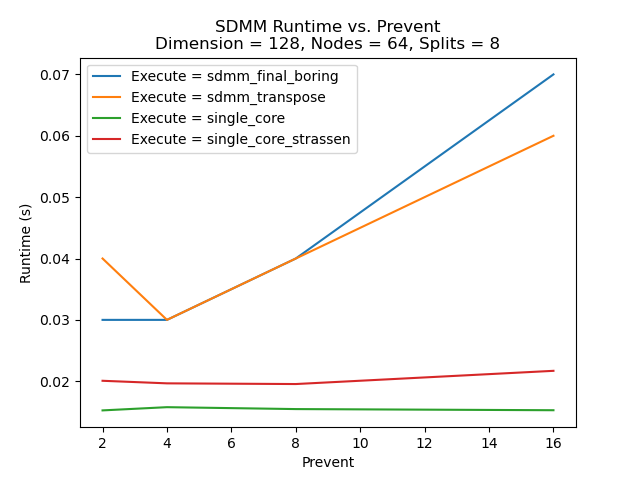 SDMM Runtime vs. Prevent
Dimension = 128, Nodes = 64, Splits = 8
Execute = sdmm_final_boring
Execute = sdmm_transpose
Execute = single_core
Execute = single_core_strassen
Runtime (s)
0.07
0.06
0.05
0.04
0.03
0.02
2 4 6 8 10 12 14 16
Prevent